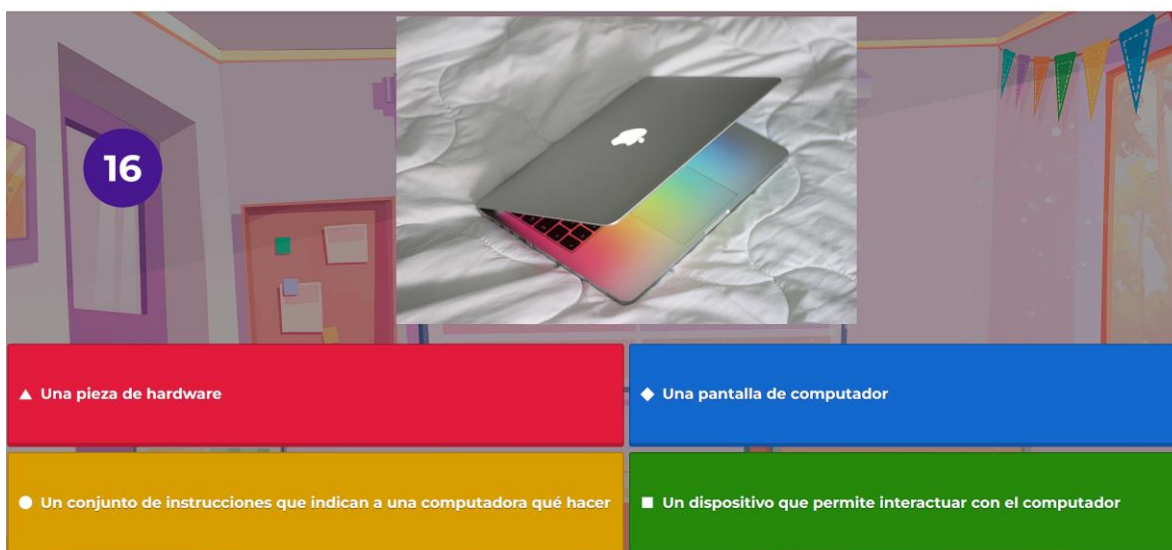 16
Una pieza de hardware
Una pantalla de computador
Un conjunto de instrucciones que indican a una computadora qué hacer
Un dispositivo que permite interactuar con el computador